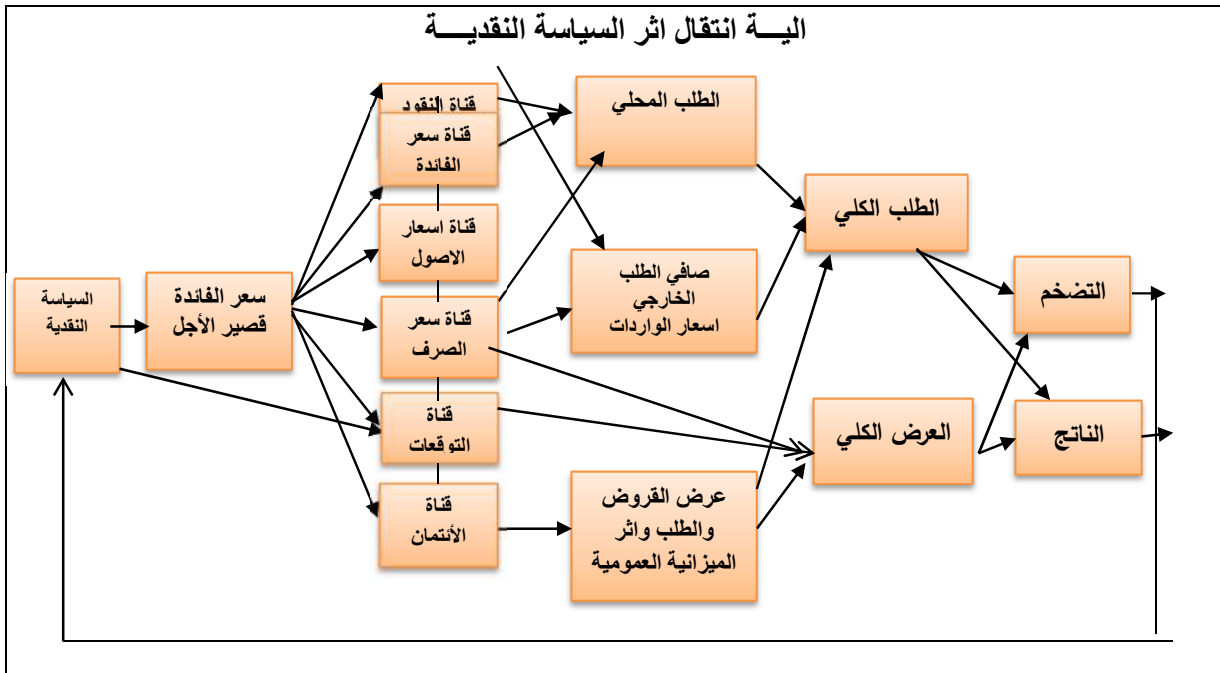 اليـــة انتقال اثر السياسة النقديـــة
قناة النقود
قناة سعر
الفائدة
قناة اسعار
الاصول
قناة سعر
الصرف
قناة
التوقعات
قناة
الأئتمان
السياسة
النقدية
سعر الفائدة
قصير الأجل
الطلب المحلي
صافي الطلب
الخارجي
اسعار الواردات
عرض القروض
والطلب واثر
الميزانية العمومية
الطلب الكلي
العرض الكلي
التضخم
الناتج